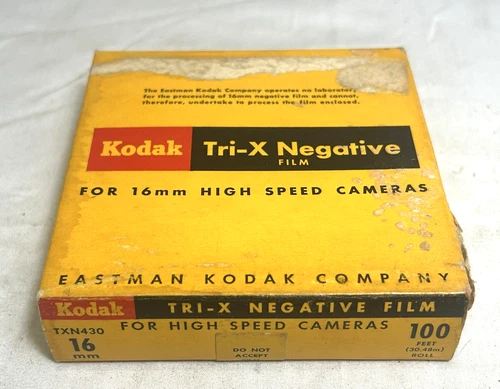 The Eastman Kodak Company operates no laboratory
for the processing of 16mm negative film and cannot,
therefore, undertake to process the film enclosed.
Kodak Tri-X Negative
FILM
FOR 16mm HIGH SPEED CAMERAS
EASTMAN KODAK COMPANY
Kodak TRI-X NEGATIVE FILM
TXN430 FOR HIGH SPEED CAMERAS 100
16 FEET
mm (30.48m)
ROLL
DO NOT
ACCEPT